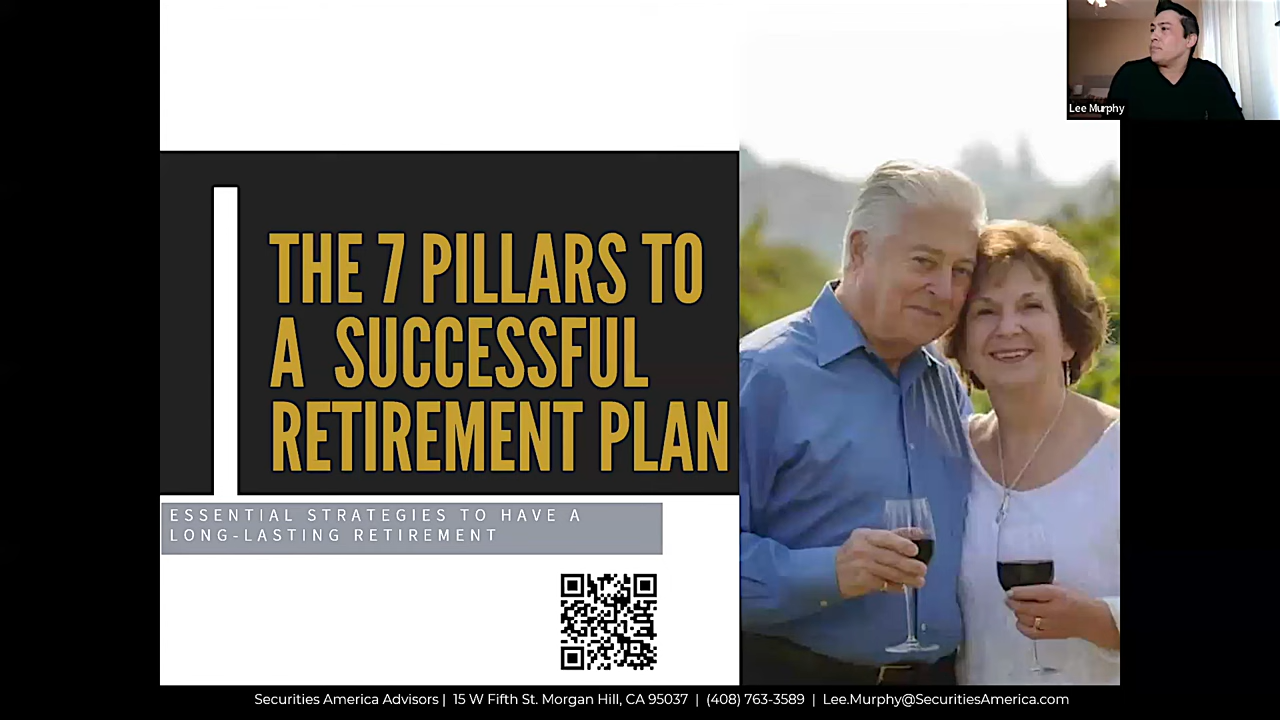 Lee Murphy
THE 7 PILLARS TO
A SUCCESSFUL
RETIREMENT PLAN
ESSENTIAL STRATEGIES TO HAVE A
LONG-LASTING RETIREMENT
Securities America Advisors | 15 W Fifth St. Morgan Hill, CA 95037 | (408) 763-3589 | Lee.Murphy@SecuritiesAmerica.com